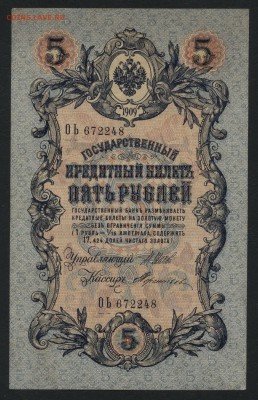 5 5
1909
ОЬ 672248
ГОСУДАРСТВЕННЫЙ
КРЕДИТНЫЙ БИЛЕТЪ
ПЯТЬ РУБЛЕЙ
ГОСУДАРСТВЕННЫЙ БАНКЪ РАЗМѢНИВАЕТЪ
КРЕДИТНЫЕ БИЛЕТЫ НА ЗОЛОТУЮ МОНЕТУ
БЕЗЪ ОГРАНИЧЕНІЯ СУММЫ
(1 РУБЛЬ = 1/15 ИМПЕРІАЛА, СОДЕРЖИТЪ
17,424 ДОЛЕЙ ЧИСТАГО ЗОЛОТА)
Управляющій
Кассиръ
ОЬ 672248
5